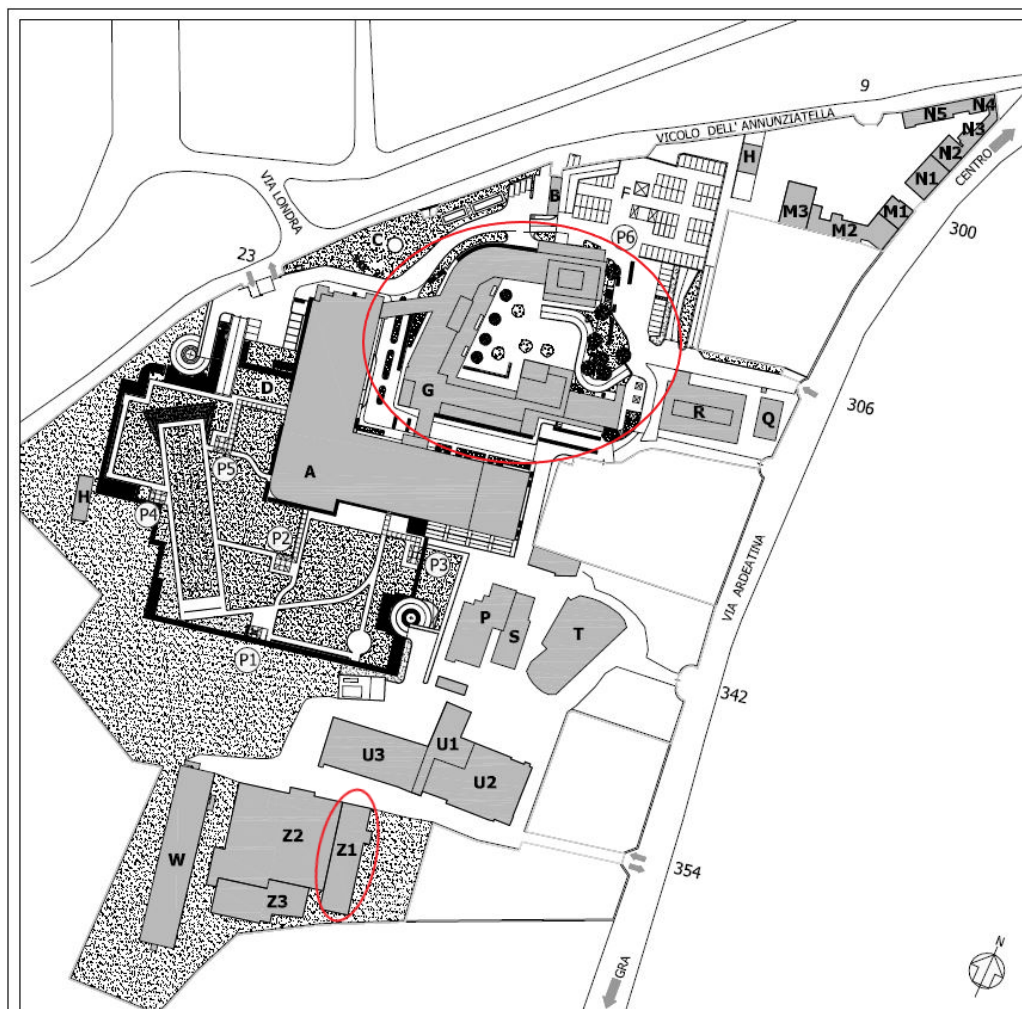 9
N5
N4
VICOLO DELL' ANNUNZIATELLA
N3
H
N2
CENTRO
N1
B
F
VIA LONDRA
M3
M1
M2
C
P6
300
23
D
G
R
Q
306
A
P5
H
P4
P2
P3
VIA ARDEATINA
P
S
T
P1
342
U1
U3
U2
Z2
Z1
W
354
Z3
N
GRA